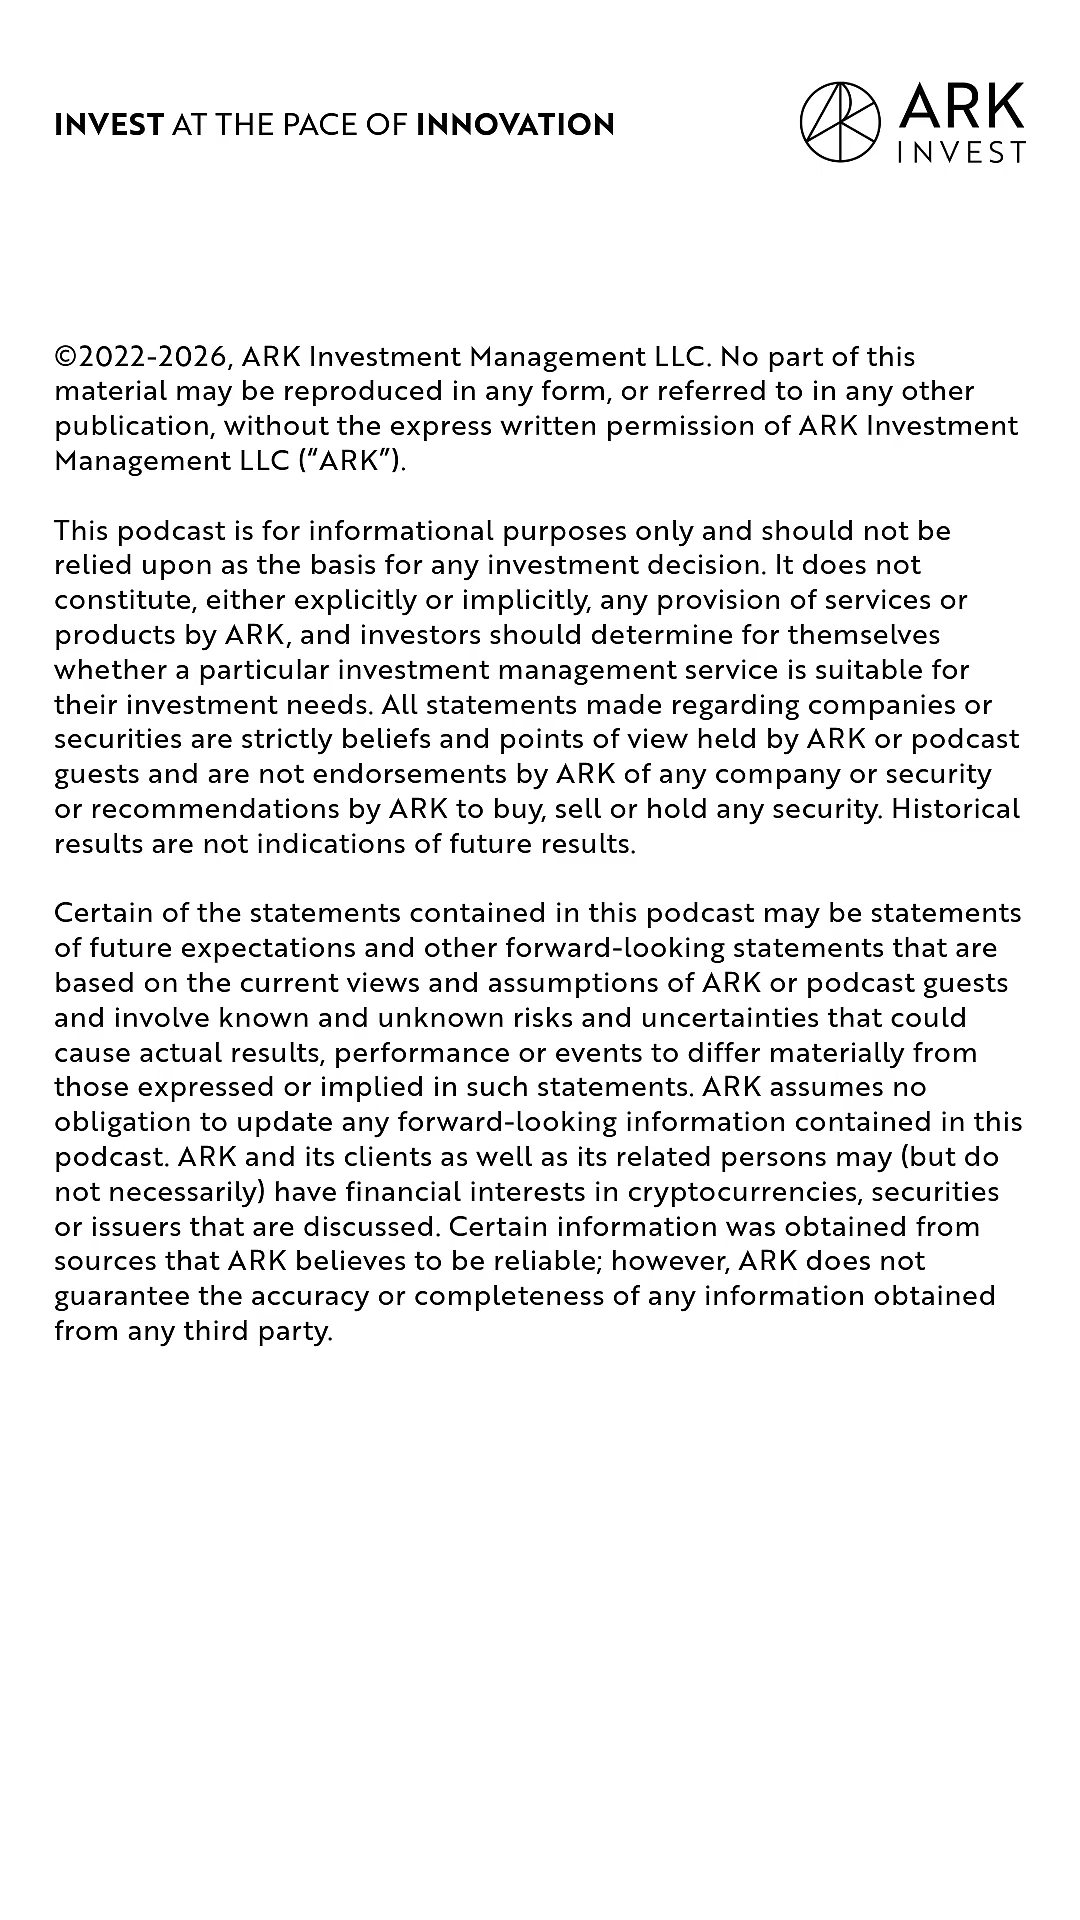 INVEST AT THE PACE OF INNOVATION
ARK
INVEST
©2022-2026, ARK Investment Management LLC. No part of this
material may be reproduced in any form, or referred to in any other
publication, without the express written permission of ARK Investment
Management LLC (“ARK”).
This podcast is for informational purposes only and should not be
relied upon as the basis for any investment decision. It does not
constitute, either explicitly or implicitly, any provision of services or
products by ARK, and investors should determine for themselves
whether a particular investment management service is suitable for
their investment needs. All statements made regarding companies or
securities are strictly beliefs and points of view held by ARK or podcast
guests and are not endorsements by ARK of any company or security
or recommendations by ARK to buy, sell or hold any security. Historical
results are not indications of future results.
Certain of the statements contained in this podcast may be statements
of future expectations and other forward-looking statements that are
based on the current views and assumptions of ARK or podcast guests
and involve known and unknown risks and uncertainties that could
cause actual results, performance or events to differ materially from
those expressed or implied in such statements. ARK assumes no
obligation to update any forward-looking information contained in this
podcast. ARK and its clients as well as its related persons may (but do
not necessarily) have financial interests in cryptocurrencies, securities
or issuers that are discussed. Certain information was obtained from
sources that ARK believes to be reliable; however, ARK does not
guarantee the accuracy or completeness of any information obtained
from any third party.